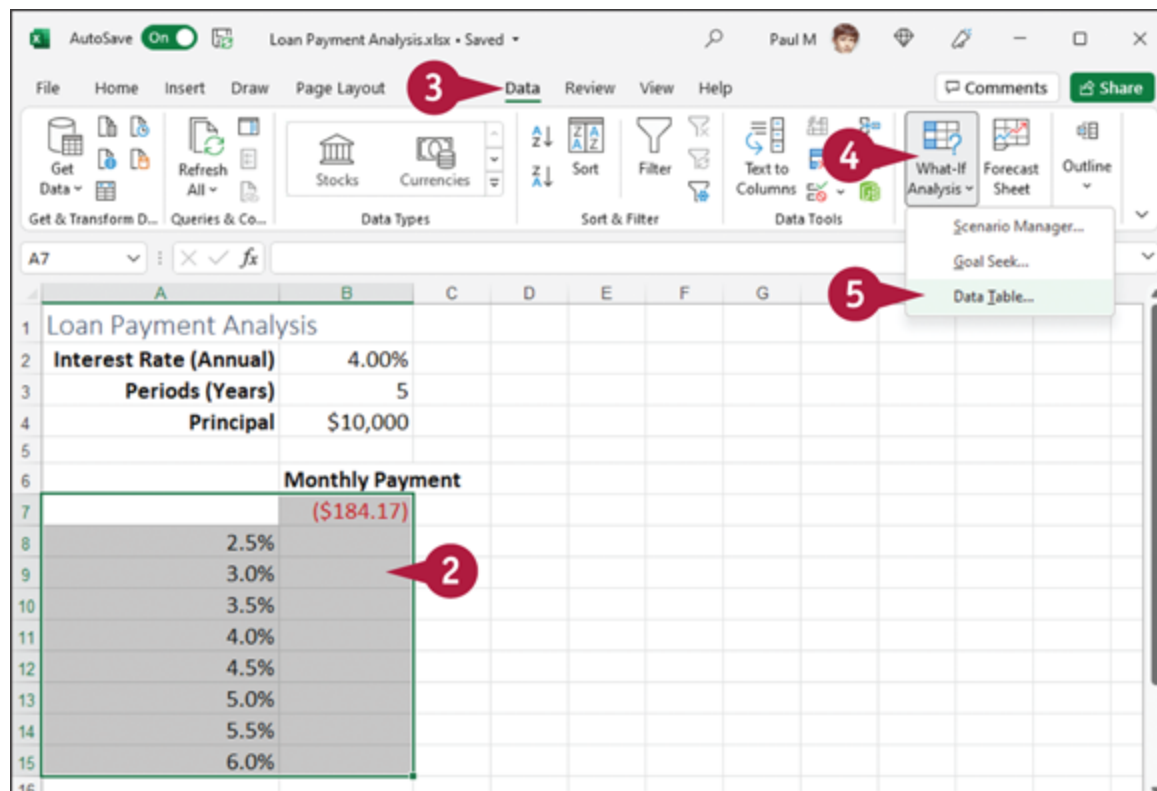 AutoSave On Loan Payment Analysis.xlsx • Saved Paul M
File Home Insert Draw Page Layout 3 Data Review View Help Comments Share
Get Data
Refresh All
Stocks Currencies
A Z
Z A
Z A A Z Sort
Filter
Text to Columns
4
What-If Analysis
Forecast Sheet
Outline
Get & Transform D... Queries & Co... Data Types Sort & Filter Data Tools
Scenario Manager...
Goal Seek...
5 Data Table...
A7 fx
A B C D E F G
1 Loan Payment Analysis
2 Interest Rate (Annual) 4.00%
3 Periods (Years) 5
4 Principal $10,000
5
6 Monthly Payment
7 ($184.17)
8 2.5%
9 3.0% 2
10 3.5%
11 4.0%
12 4.5%
13 5.0%
14 5.5%
15 6.0%
16